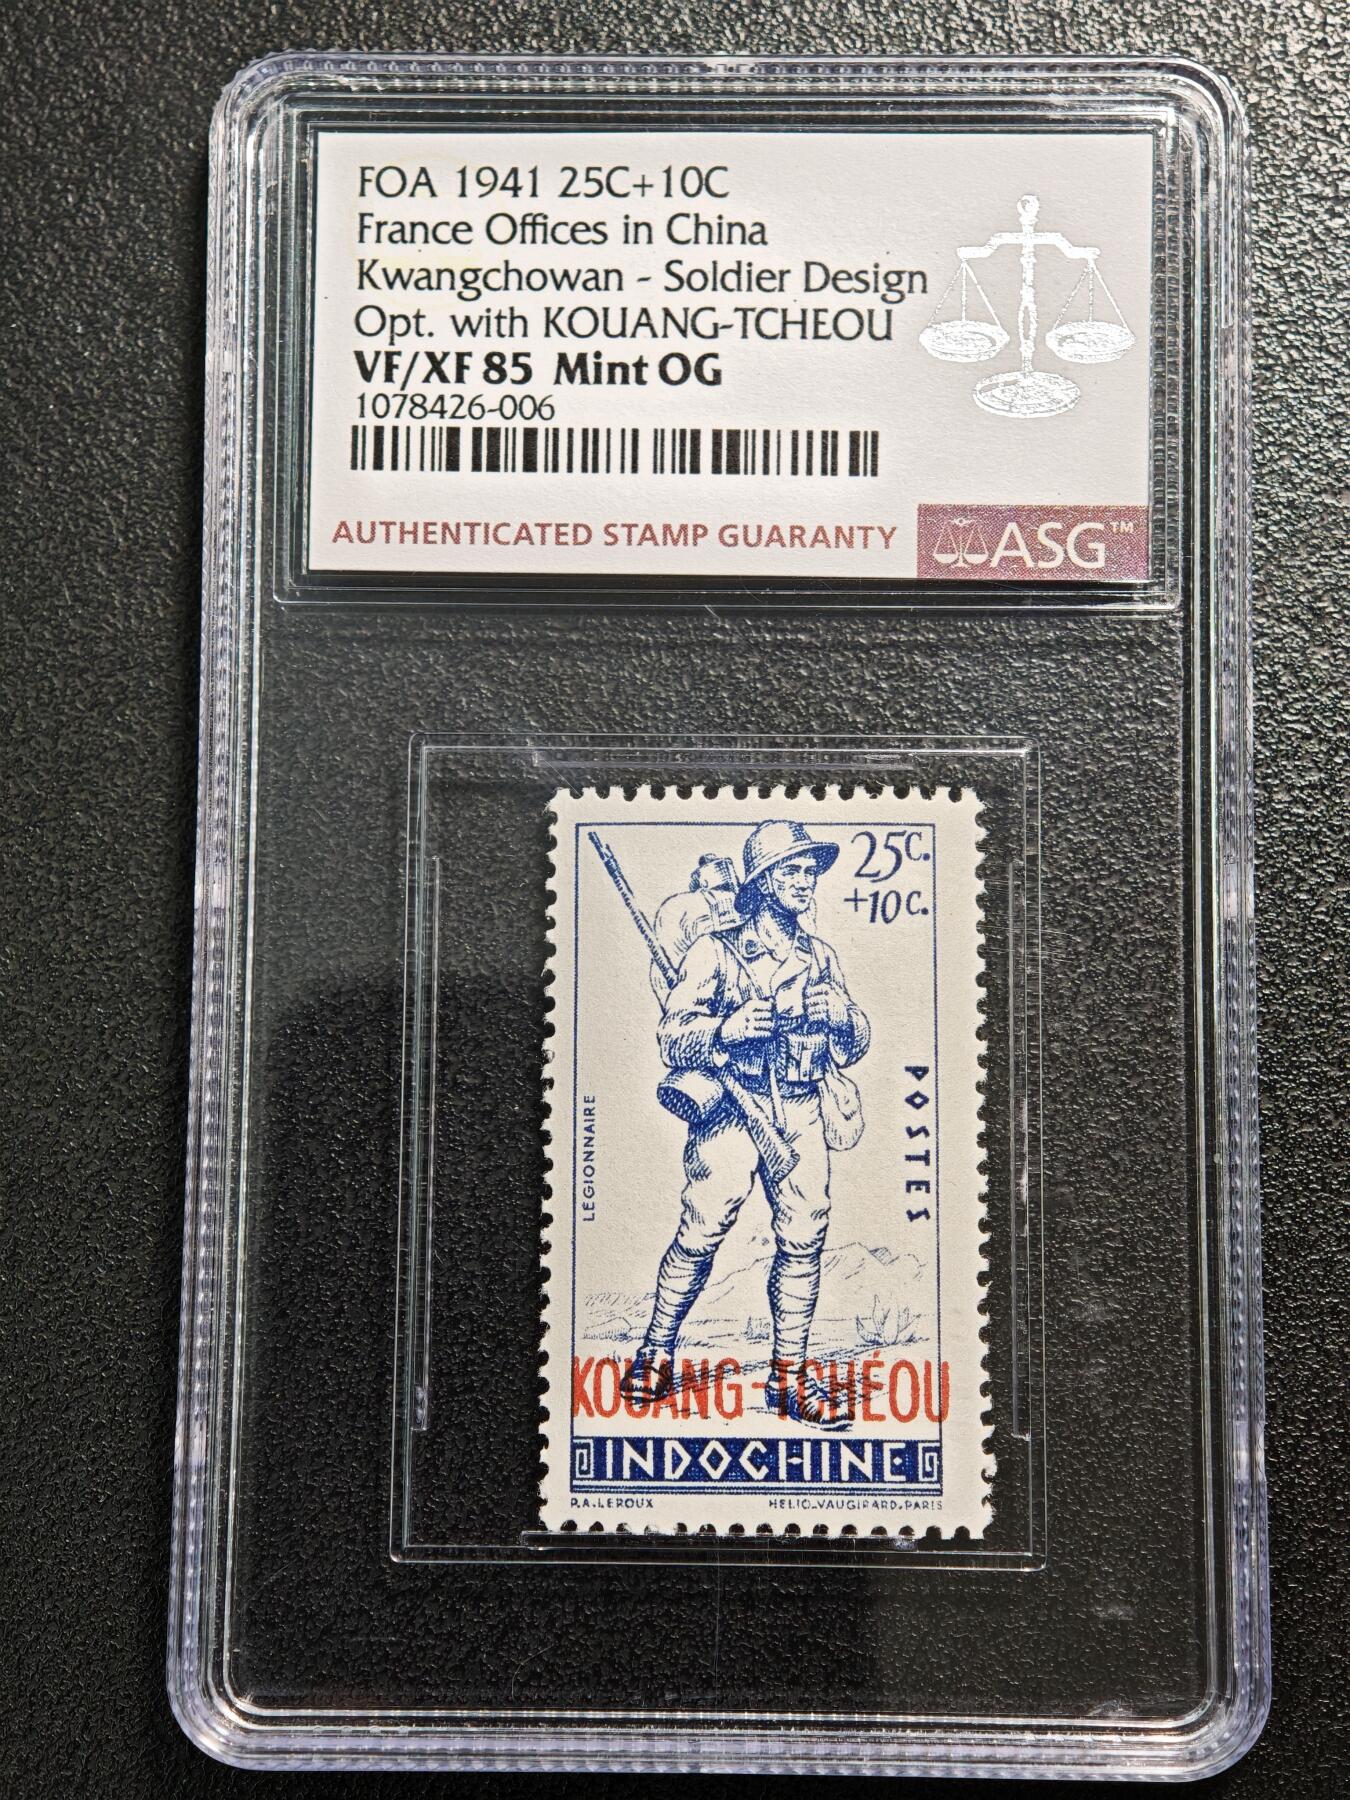 FOA 1941 25C+10C
France Offices in China
Kwangchowan - Soldier Design
Opt. with KOUANG-TCHEOU
VF/XF 85 Mint OG
1078426-006
AUTHENTICATED STAMP GUARANTY
ASG™
25c.
+10c.
LÉGIONNAIRE
POSTES
KOUANG-TCHÉOU
INDOCHINE
P.A.LEROUX
HELIO-VAUGIRARD-PARIS